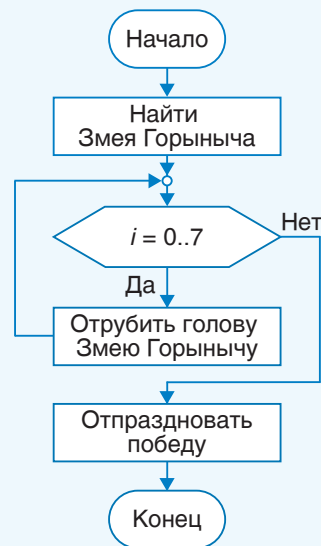 Начало
Найти
Змея Горыныча
i = 0..7
Нет
Да
Отрубить голову
Змею Горынычу
Отпраздновать
победу
Конец